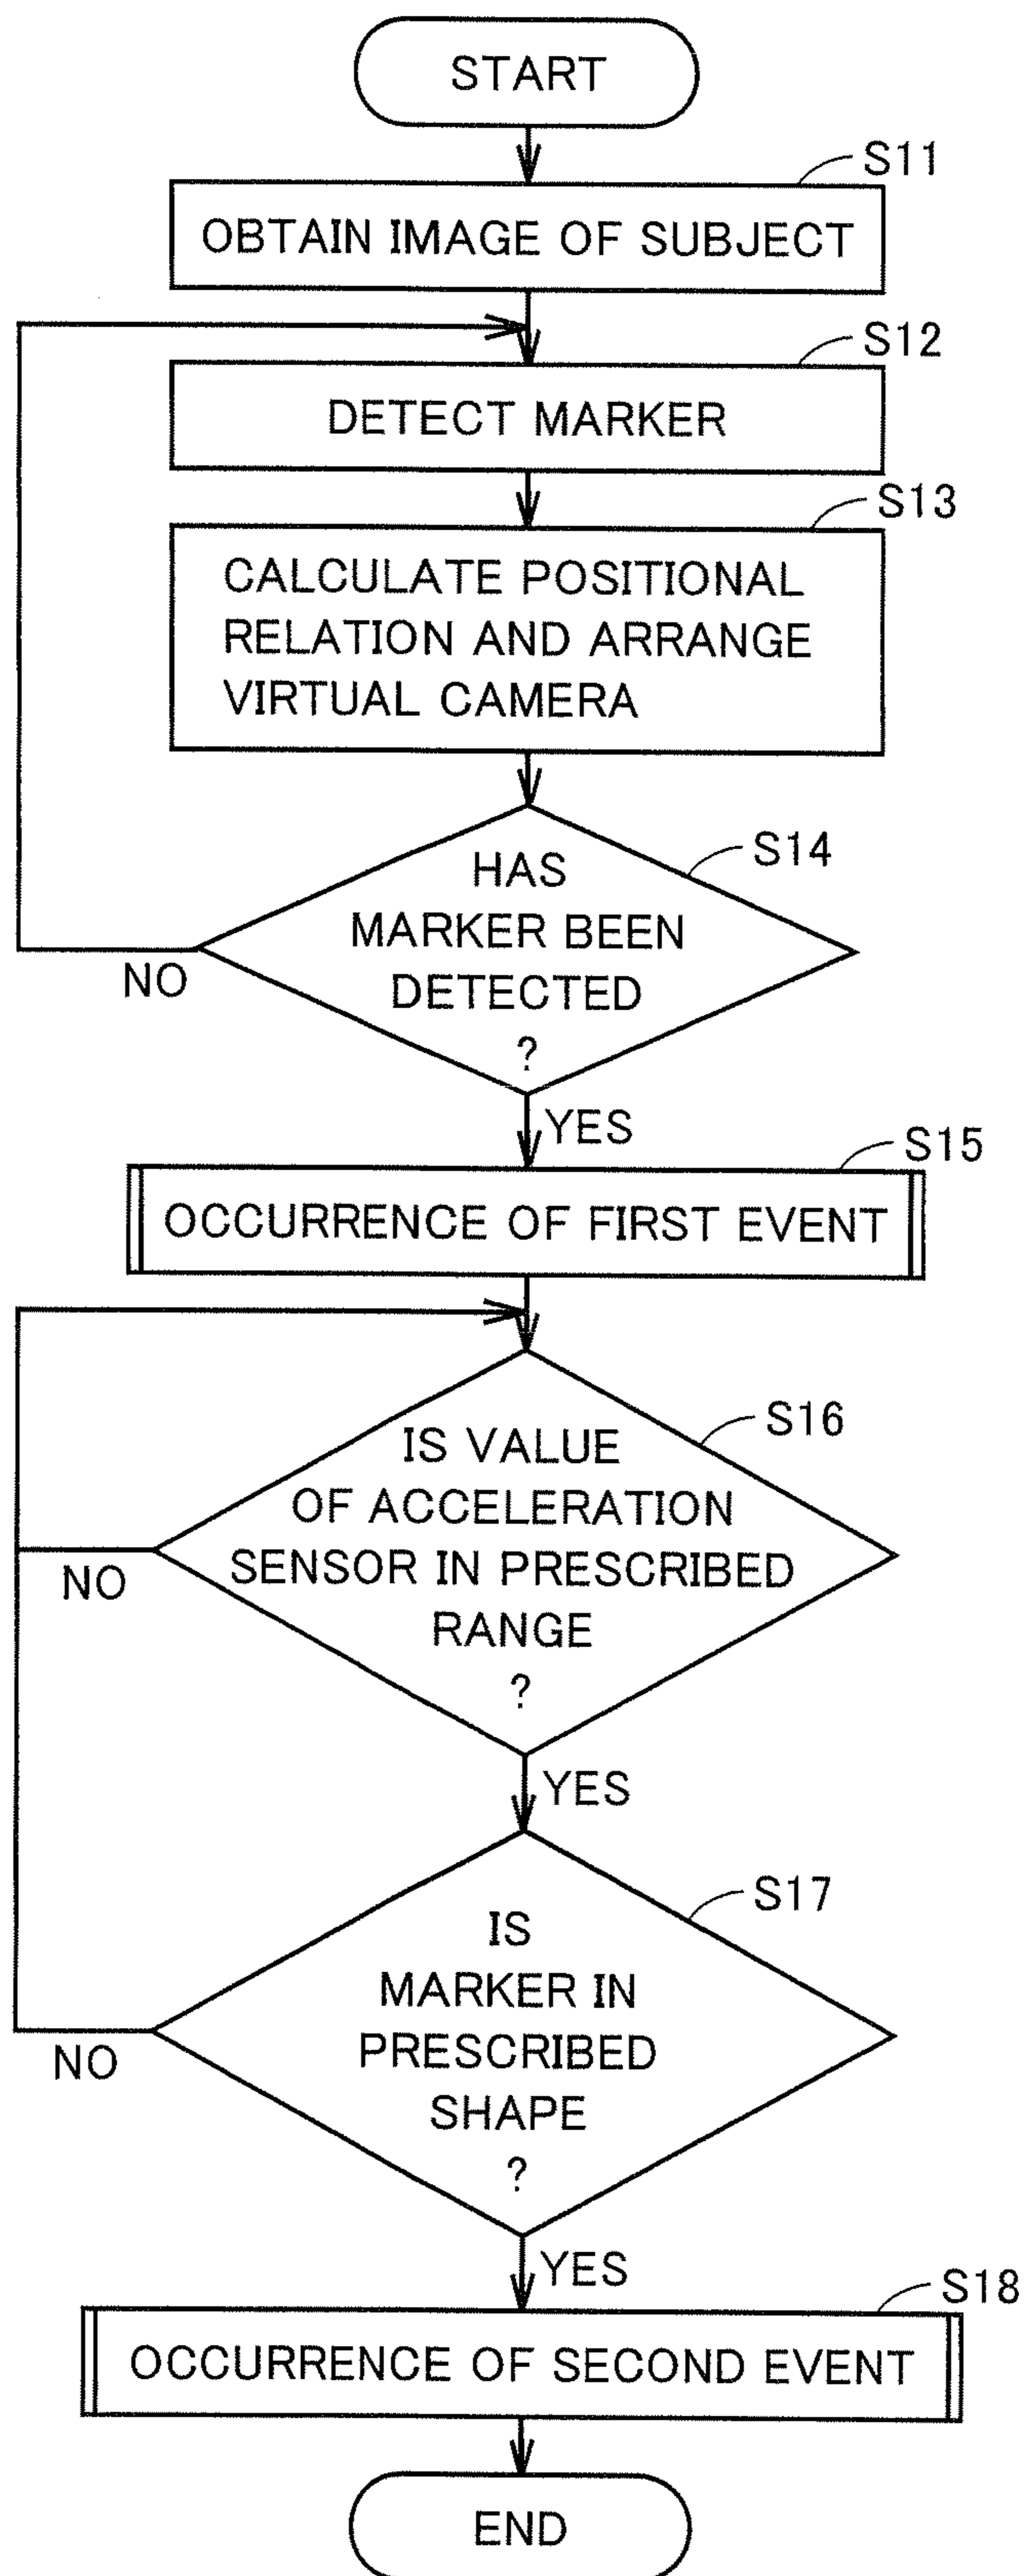 START
S11
OBTAIN IMAGE OF SUBJECT
S12
DETECT MARKER
S13
CALCULATE POSITIONAL
RELATION AND ARRANGE
VIRTUAL CAMERA
S14
HAS
MARKER BEEN
DETECTED
?
NO
YES
S15
OCCURRENCE OF FIRST EVENT
S16
IS VALUE
OF ACCELERATION
SENSOR IN PRESCRIBED
RANGE
?
NO
YES
S17
IS
MARKER IN
PRESCRIBED
SHAPE
?
NO
YES
S18
OCCURRENCE OF SECOND EVENT
END